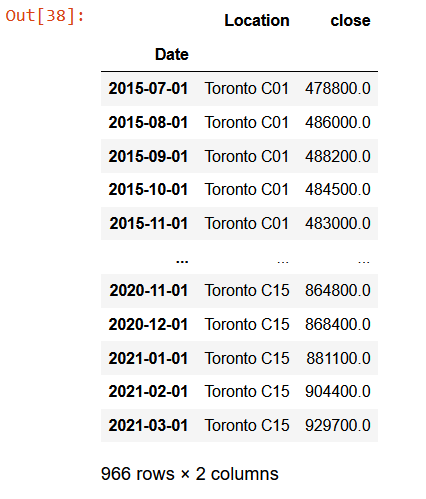 Out[38]:
Location close
Date
2015-07-01 Toronto C01 478800.0
2015-08-01 Toronto C01 486000.0
2015-09-01 Toronto C01 488200.0
2015-10-01 Toronto C01 484500.0
2015-11-01 Toronto C01 483000.0
... ... ...
2020-11-01 Toronto C15 864800.0
2020-12-01 Toronto C15 868400.0
2021-01-01 Toronto C15 881100.0
2021-02-01 Toronto C15 904400.0
2021-03-01 Toronto C15 929700.0
966 rows × 2 columns